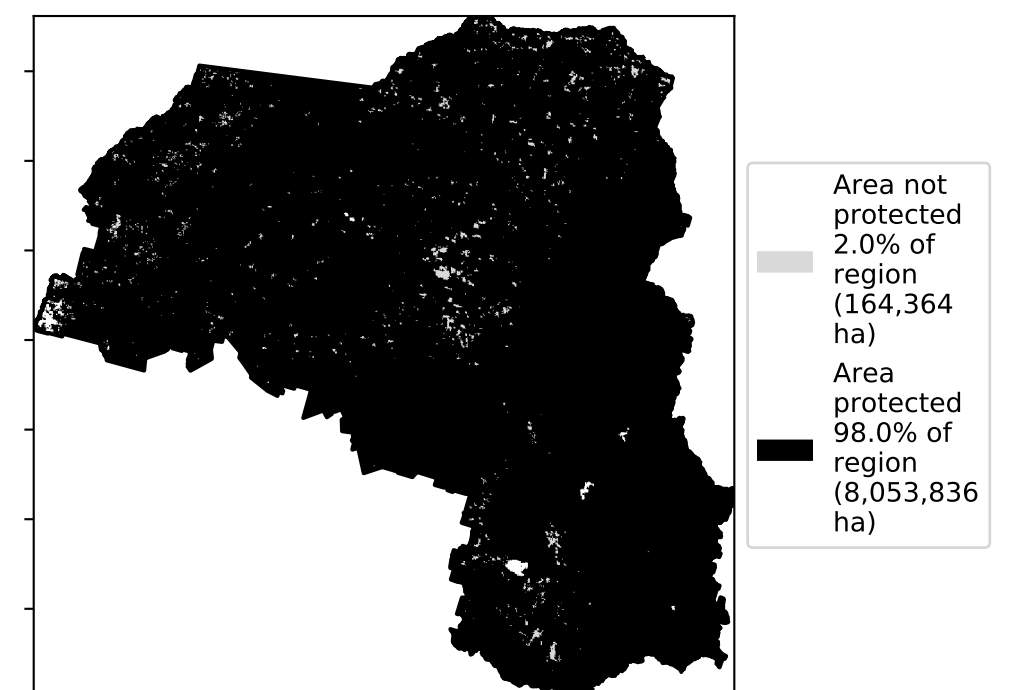 Area not
protected
2.0% of
region
(164,364
ha)
Area
protected
98.0% of
region
(8,053,836
ha)